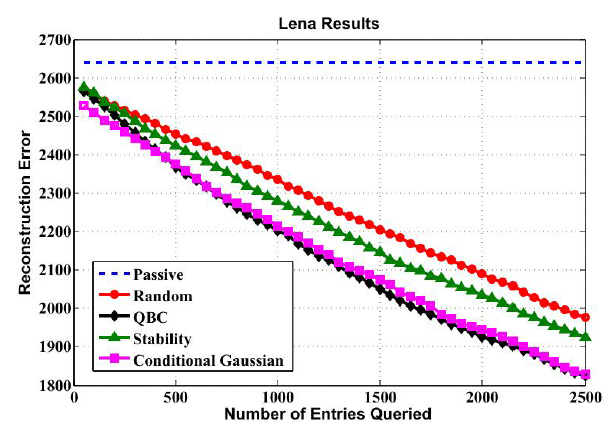 Lena Results
2700
2600
2500
2400
2300
2200
2100
2000
1900
1800
Reconstruction Error
Passive
Random
QBC
Stability
Conditional Gaussian
0
500
1000
1500
2000
2500
Number of Entries Queried